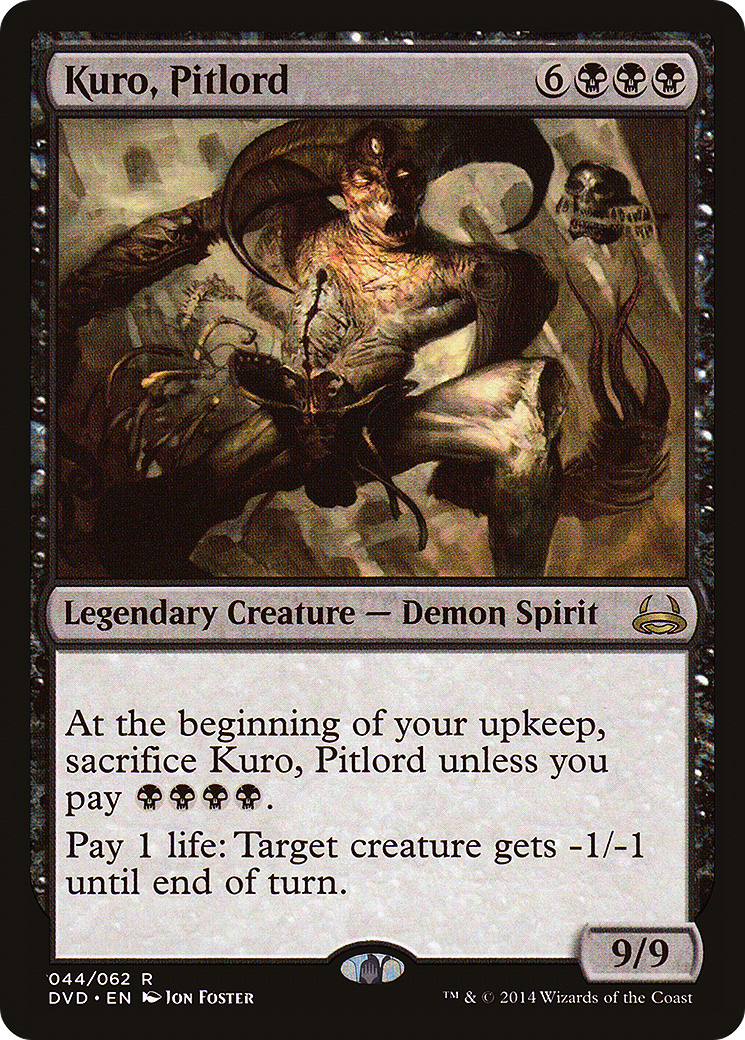 Kuro, Pitlord 6
Legendary Creature — Demon Spirit
At the beginning of your upkeep,
sacrifice Kuro, Pitlord unless you
pay .
Pay 1 life: Target creature gets -1/-1
until end of turn.
9/9
044/062 R
DVD • EN Jon Foster
™ & © 2014 Wizards of the Coast